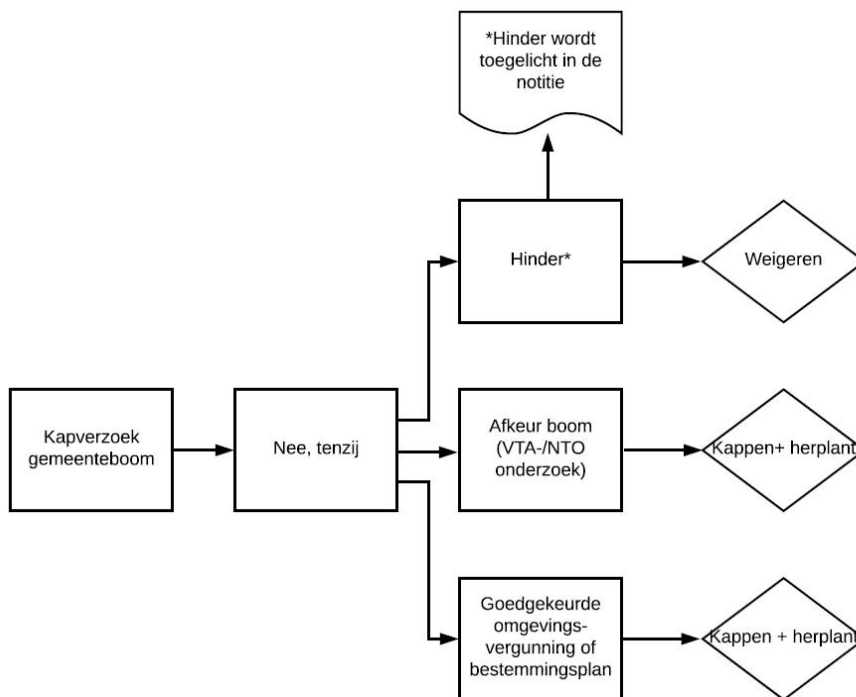 *Hinder wordt
toegelicht in de
notitie
Hinder*
Weigeren
Kapverzoek
gemeenteboom
Nee, tenzij
Afkeur boom
(VTA-/NTO
onderzoek)
Kappen+ herplant
Goedgekeurde
omgevings-
vergunning of
bestemmingsplan
Kappen + herplant